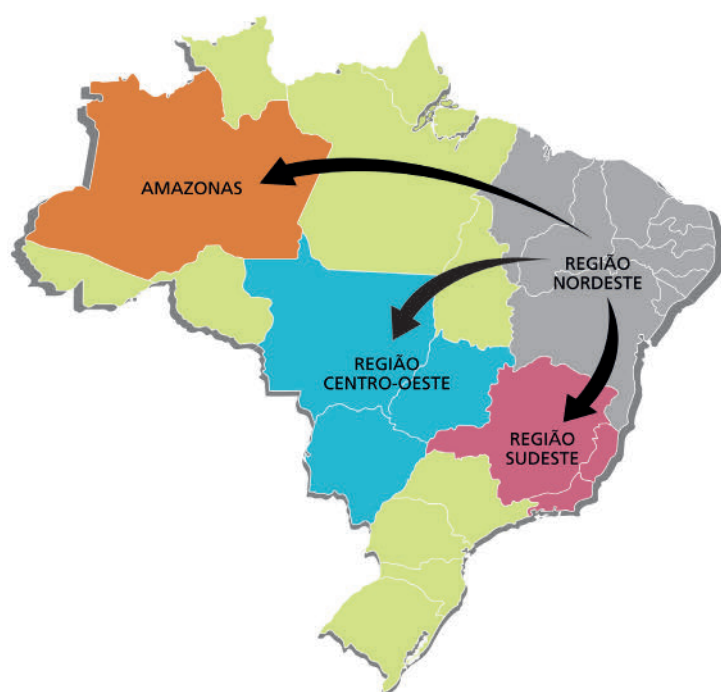 AMAZONAS
REGIÃO
NORDESTE
REGIÃO
CENTRO-OESTE
REGIÃO
SUDESTE